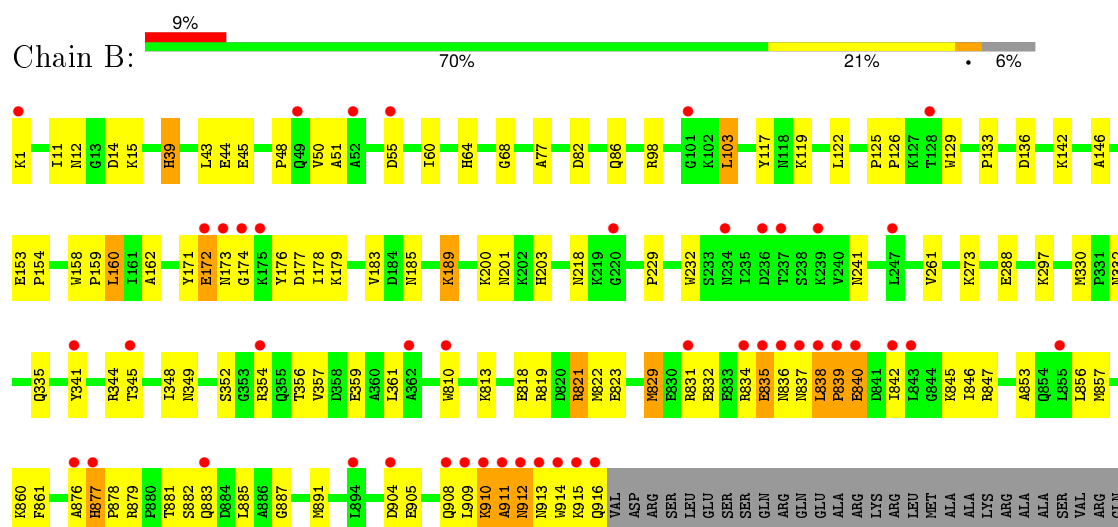 9%
Chain B:
70% 21% • 6%
K1 I11 N12 G13 D14 K15 H39 L43 E44 E45 P48 Q49 V50 A51 A52 D55 I60 H64 G68 A77 D82 Q86 R98 G101 K102 L103 Y117 N118 K119 L122 P125 P126 K127 T128 W129 P133 D136 K142 A146
E153 P154 W158 P159 L160 I161 A162 Y171 E172 N173 G174 K175 Y176 D177 I178 K179 V183 D184 N185 K189 K200 N201 K202 H203 N218 K219 G220 P229 W232 S233 N234 I235 D236 T237 S238 K239 V240 N241 L247 V261 K273 E288 K297 M330 P331 N332
Q335 Y341 R344 T345 I348 N349 S352 G353 R354 Q355 T356 V357 D358 E359 A360 L361 A362 W810 K813 E818 R819 D820 R821 M822 E823 M829 E830 R831 E832 E833 R834 E835 N836 N837 L838 P839 E840 D841 I842 L843 G844 K845 I846 R847 A853 Q854 L855 L856 M857
K860 F861 A876 H877 P878 R879 P880 T881 S882 Q883 D884 L885 A886 G887 M891 L894 D904 E905 Q908 L909 K910 A911 N912 N913 W914 K915 Q916 VAL ASP ARG SER LEU GLU SER SER GLN ARG GLN GLU ALA ARG LYS ARG LEU MET ALA ALA LYS ARG ALA ALA SER VAL ARG